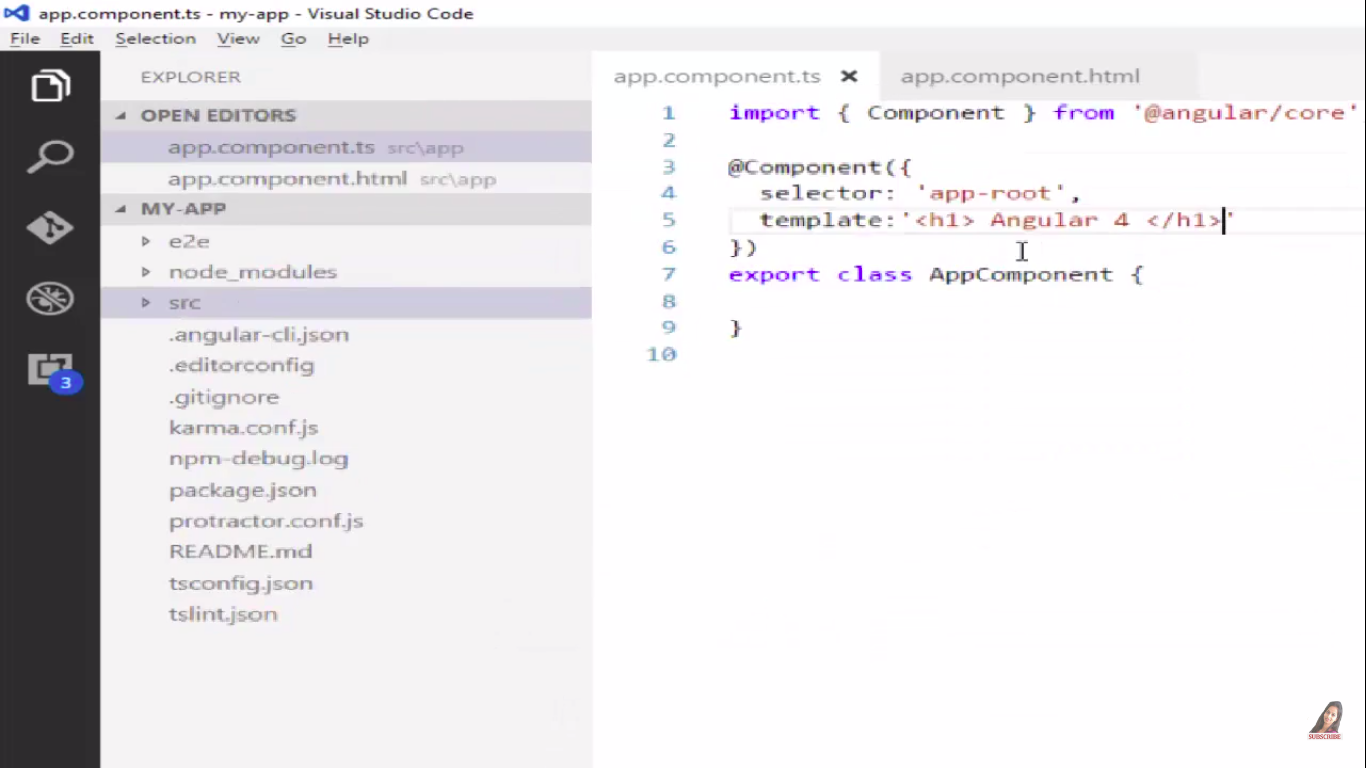 app.component.ts - my-app - Visual Studio Code
File Edit Selection View Go Help
EXPLORER
OPEN EDITORS
app.component.ts src\app
app.component.html src\app
MY-APP
e2e
node_modules
src
.angular-cli.json
.editorconfig
.gitignore
karma.conf.js
npm-debug.log
package.json
protractor.conf.js
README.md
tsconfig.json
tslint.json
3
app.component.ts app.component.html
1 import { Component } from '@angular/core'
2
3 @Component({
4 selector: 'app-root',
5 template:'<h1> Angular 4 </h1>'
6 })
7 export class AppComponent {
8
9 }
10
SUBSCRIBE